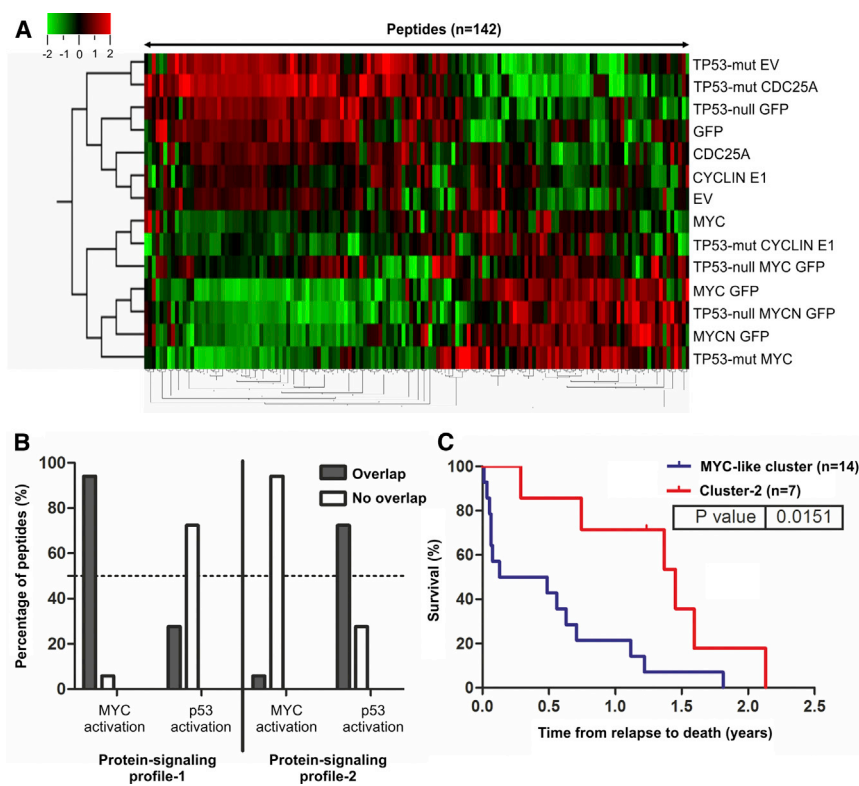 A
-2 -1 0 1 2
Peptides (n=142)
TP53-mut EV
TP53-mut CDC25A
TP53-null GFP
GFP
CDC25A
CYCLIN E1
EV
MYC
TP53-mut CYCLIN E1
TP53-null MYC GFP
MYC GFP
TP53-null MYCN GFP
MYCN GFP
TP53-mut MYC
B
Percentage of peptides (%)
100
80
60
40
20
0
Overlap
No overlap
MYC activation
p53 activation
MYC activation
p53 activation
Protein-signaling profile-1
Protein-signaling profile-2
C
Survival (%)
100
80
60
40
20
0
MYC-like cluster (n=14)
Cluster-2 (n=7)
P value 0.0151
0.0 0.5 1.0 1.5 2.0 2.5
Time from relapse to death (years)